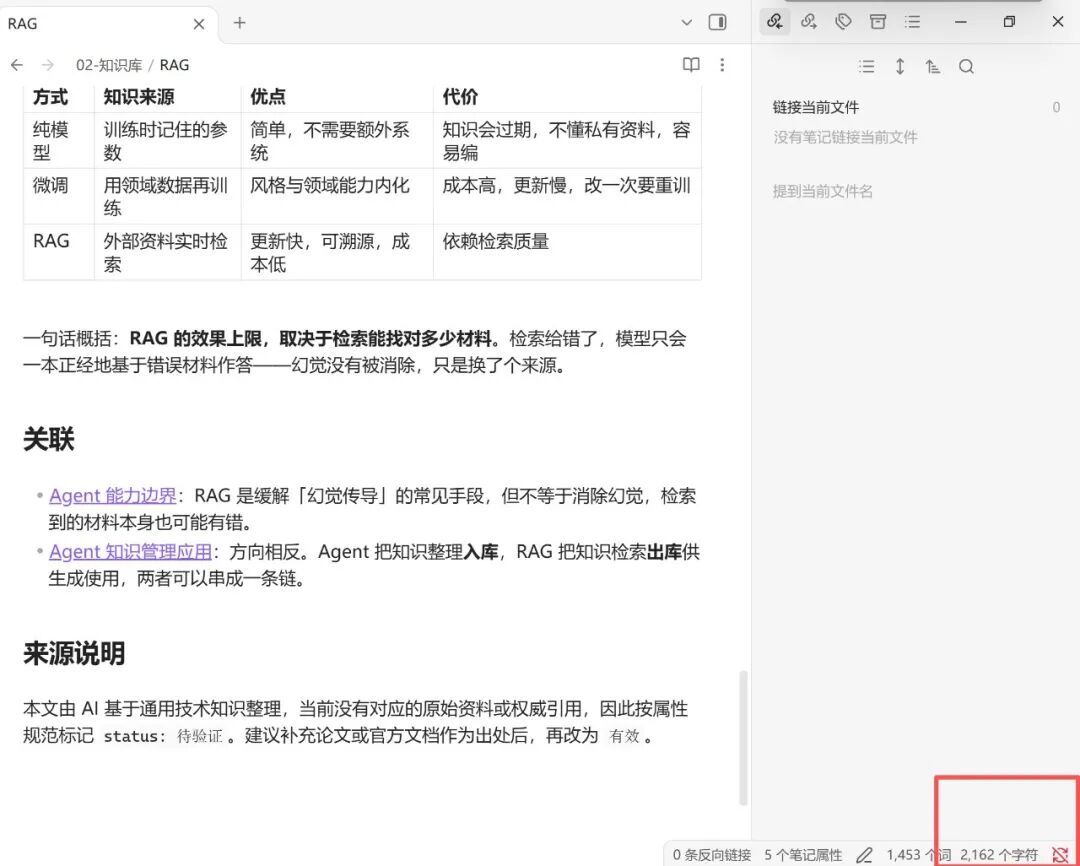 RAG
02-知识库 / RAG
方式 知识来源 优点 代价
纯模 训练时记住的参 简单，不需要额外系 知识会过期，不懂私有资料，容
型 数 统 易编
微调 用领域数据再训 风格与领域能力内化 成本高，更新慢，改一次要重训
练
RAG 外部资料实时检 更新快，可溯源，成 依赖检索质量
索 本低
一句话概括：RAG 的效果上限，取决于检索能找对多少材料。检索给错了，模型只会
一本正经地基于错误材料作答——幻觉没有被消除，只是换了个来源。
关联
• Agent 能力边界：RAG 是缓解「幻觉传导」的常见手段，但不等于消除幻觉，检索
到的材料本身也可能有错。
• Agent 知识管理应用：方向相反。Agent 把知识整理入库，RAG 把知识检索出库供
生成使用，两者可以串成一条链。
来源说明
本文由 AI 基于通用技术知识整理，当前没有对应的原始资料或权威引用，因此按属性
规范标记 status: 待验证 。建议补充论文或官方文档作为出处后，再改为 有效 。
链接当前文件 0
没有笔记链接当前文件
提到当前文件名
0 条反向链接 5 个笔记属性 1,453 个词 2,162 个字符